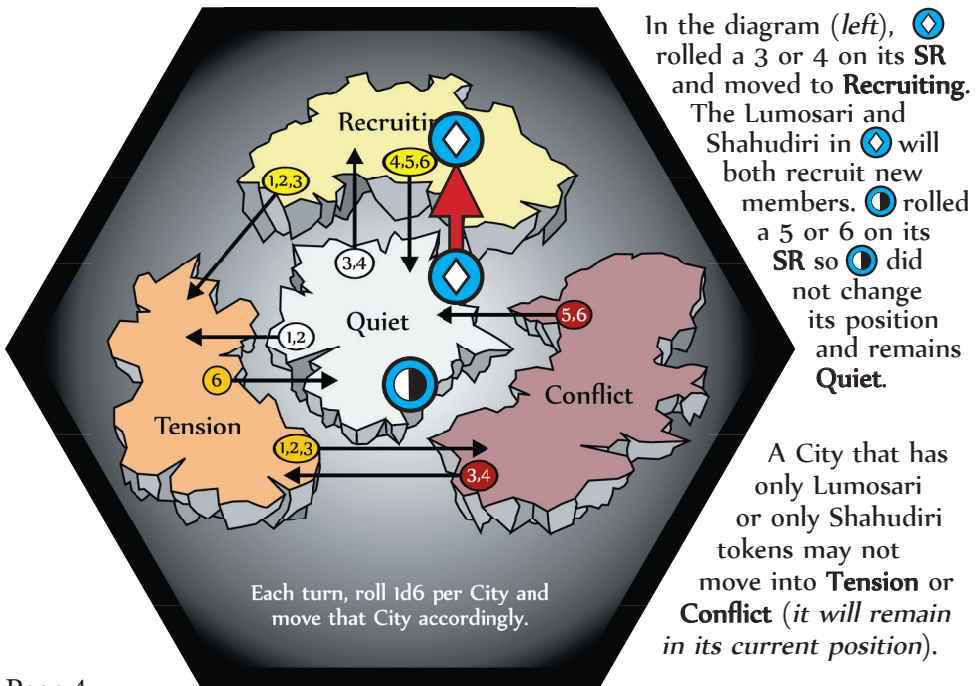 In the diagram (left),
rolled a 3 or 4 on its SR
and moved to Recruiting.
The Lumosari and
Shahudiri in will
both recruit new
members. rolled
a 5 or 6 on its
SR so did
not change
its position
and remains
Quiet.
A City that has
only Lumosari
or only Shahudiri
tokens may not
move into Tension or
Conflict (it will remain
in its current position).
4,5,6
1,2,3
3,4
Quiet
5,6
1,2
6
Conflict
Tension
1,2,3
3,4
Each turn, roll 1d6 per City and
move that City accordingly.